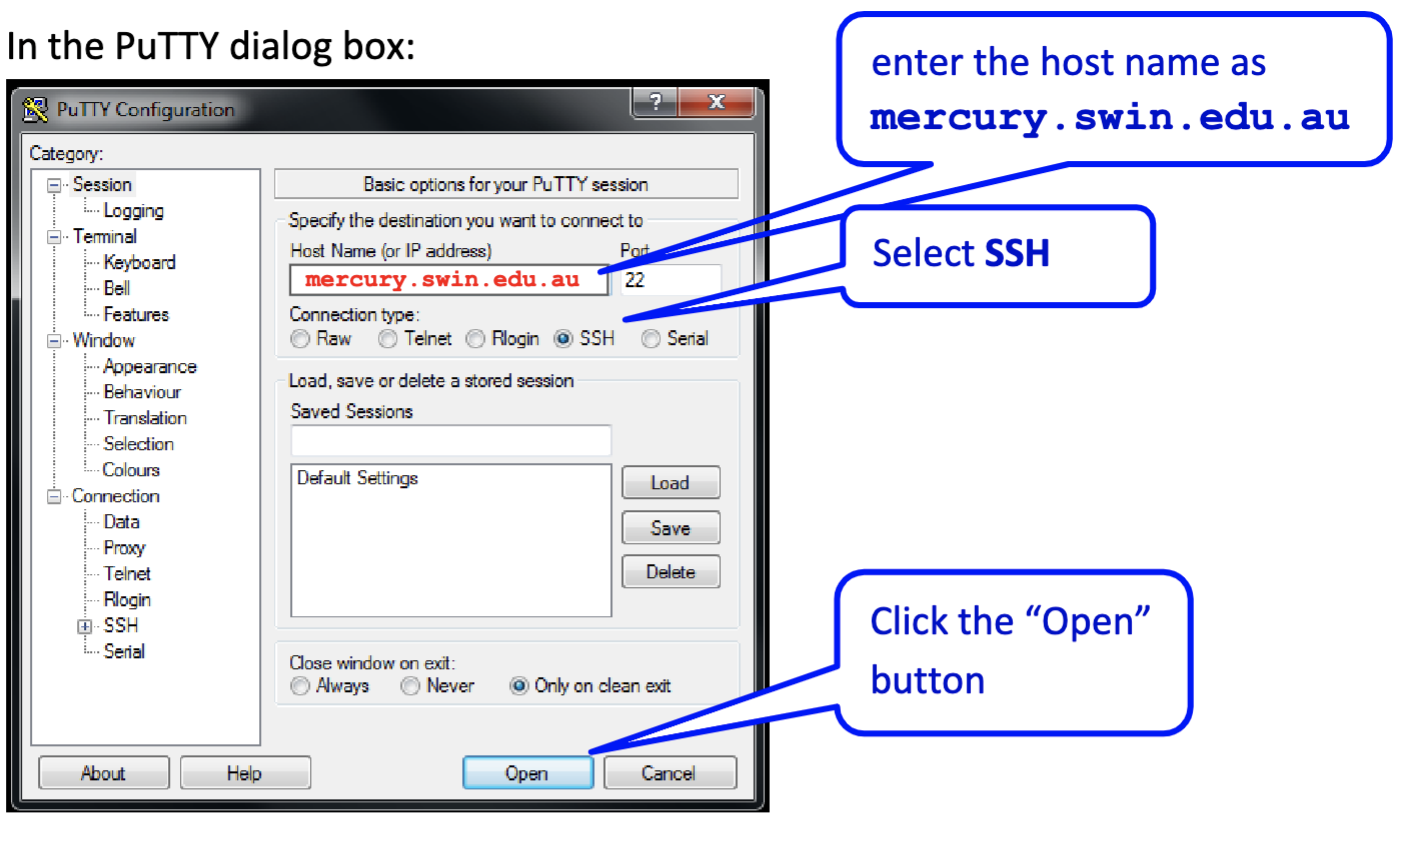 In the PuTTY dialog box:
enter the host name as
mercury.swin.edu.au
PuTTY Configuration
?
X
Category:
Session
Logging
Terminal
Keyboard
Bell
Features
Window
Appearance
Behaviour
Translation
Selection
Colours
Connection
Data
Proxy
Telnet
Rlogin
SSH
Serial
Basic options for your PuTTY session
Specify the destination you want to connect to
Host Name (or IP address) Port
mercury.swin.edu.au 22
Select SSH
Connection type:
Raw Telnet Rlogin SSH Serial
Load, save or delete a stored session
Saved Sessions
Default Settings
Load
Save
Delete
Close window on exit:
Always Never Only on clean exit
Click the “Open”
button
About Help Open Cancel